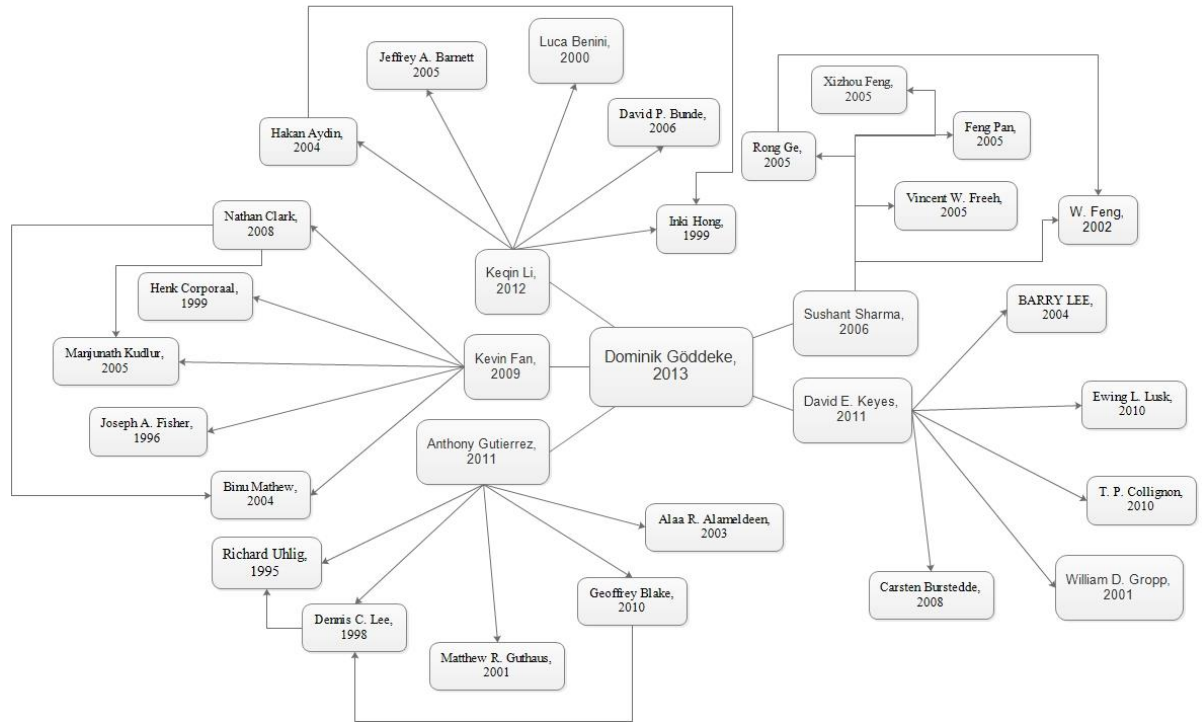 Luca Benini,
2000
Jeffrey A. Barnett
2005
Xizhou Feng,
2005
David P. Bunde,
2006
Hakan Aydin,
2004
Feng Pan,
2005
Rong Ge,
2005
Vincent W. Freeh,
2005
Nathan Clark,
2008
Inki Hong,
1999
W. Feng,
2002
Keqin Li,
2012
Henk Corporaal,
1999
BARRY LEE,
2004
Sushant Sharma,
2006
Manjunath Kudlur,
2005
Kevin Fan,
2009
Dominik Göddeke,
2013
David E. Keyes,
2011
Ewing L. Lusk,
2010
Joseph A. Fisher,
1996
Anthony Gutierrez,
2011
Binu Mathew,
2004
T. P. Collignon,
2010
Alaa R. Alameldeen,
2003
Richard Uhlig,
1995
William D. Gropp,
2001
Geoffrey Blake,
2010
Carsten Burstedde,
2008
Dennis C. Lee,
1998
Matthew R. Guthaus,
2001